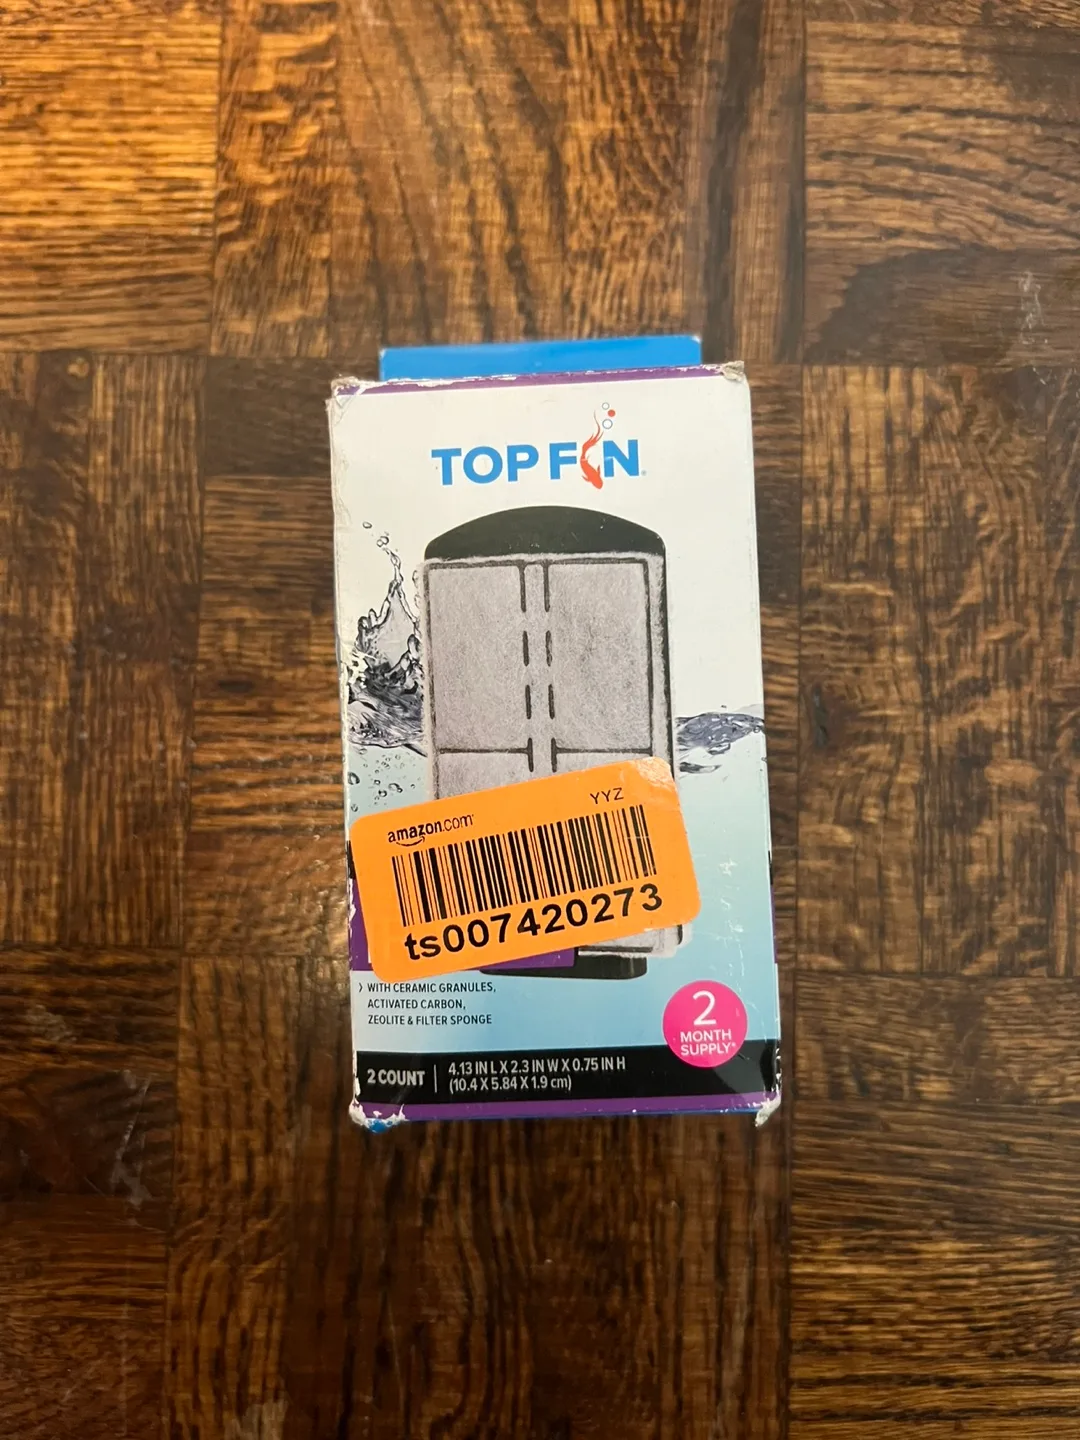 TOP FIN®
YYZ
amazon.com
ts007420273
› WITH CERAMIC GRANULES,
ACTIVATED CARBON,
ZEOLITE & FILTER SPONGE
2
MONTH
SUPPLY*
2 COUNT
4.13 IN L X 2.3 IN W X 0.75 IN H
(10.4 X 5.84 X 1.9 cm)